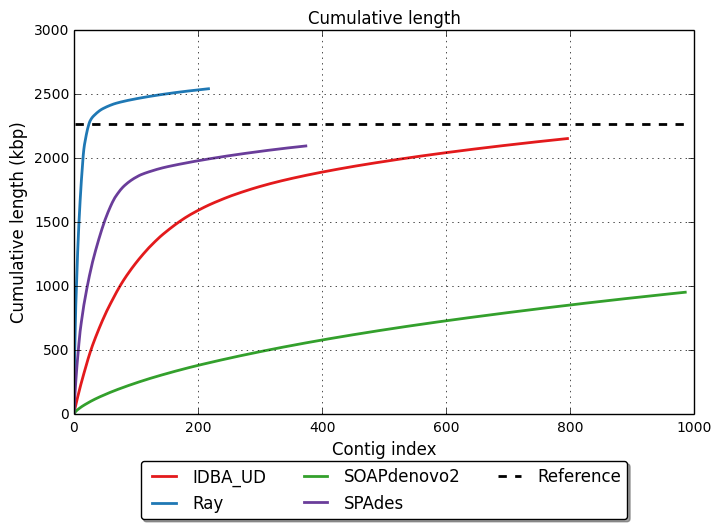 Cumulative length
3000
2500
2000
1500
1000
500
0
Cumulative length (kbp)
0 200 400 600 800 1000
Contig index
IDBA_UD SOAPdenovo2 Reference
Ray SPAdes